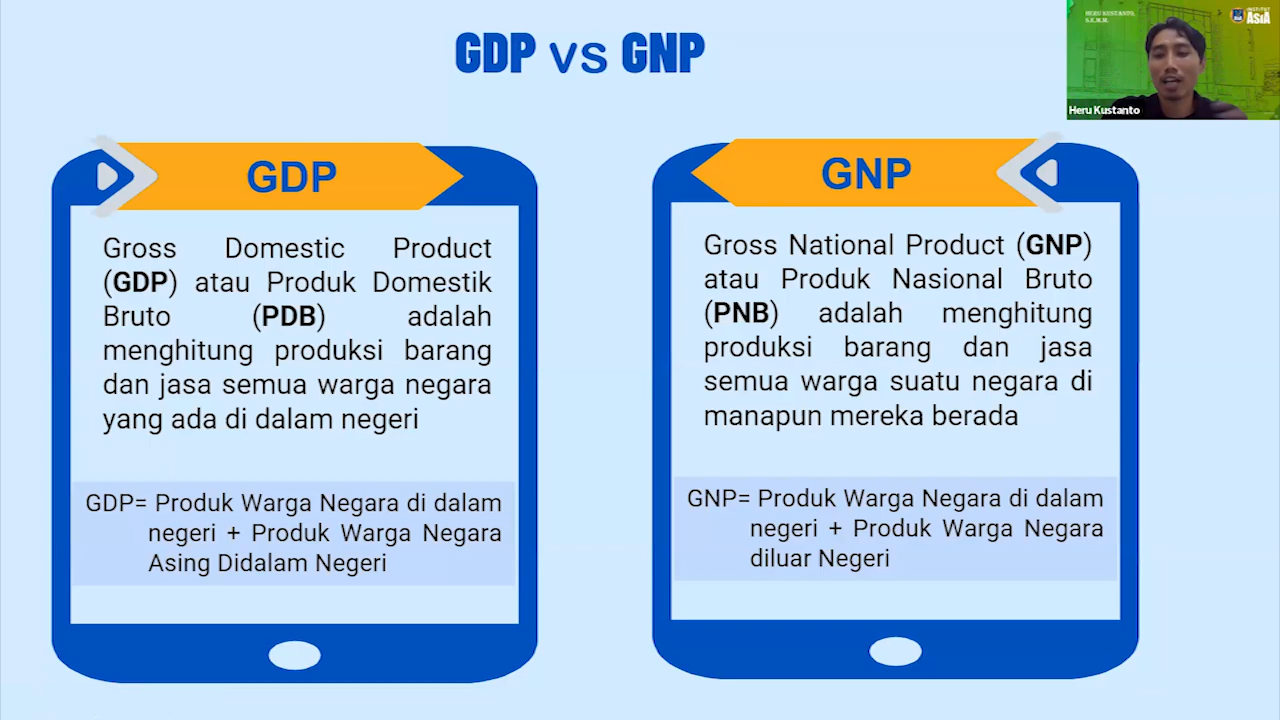 GDP vs GNP
HERU KUSTANTO,
S.E.M.M.
INSTITUT
ASIA
Heru Kustanto
GDP
Gross Domestic Product
(GDP) atau Produk Domestik
Bruto (PDB) adalah
menghitung produksi barang
dan jasa semua warga negara
yang ada di dalam negeri
GDP= Produk Warga Negara di dalam
negeri + Produk Warga Negara
Asing Didalam Negeri
GNP
Gross National Product (GNP)
atau Produk Nasional Bruto
(PNB) adalah menghitung
produksi barang dan jasa
semua warga suatu negara di
manapun mereka berada
GNP= Produk Warga Negara di dalam
negeri + Produk Warga Negara
diluar Negeri